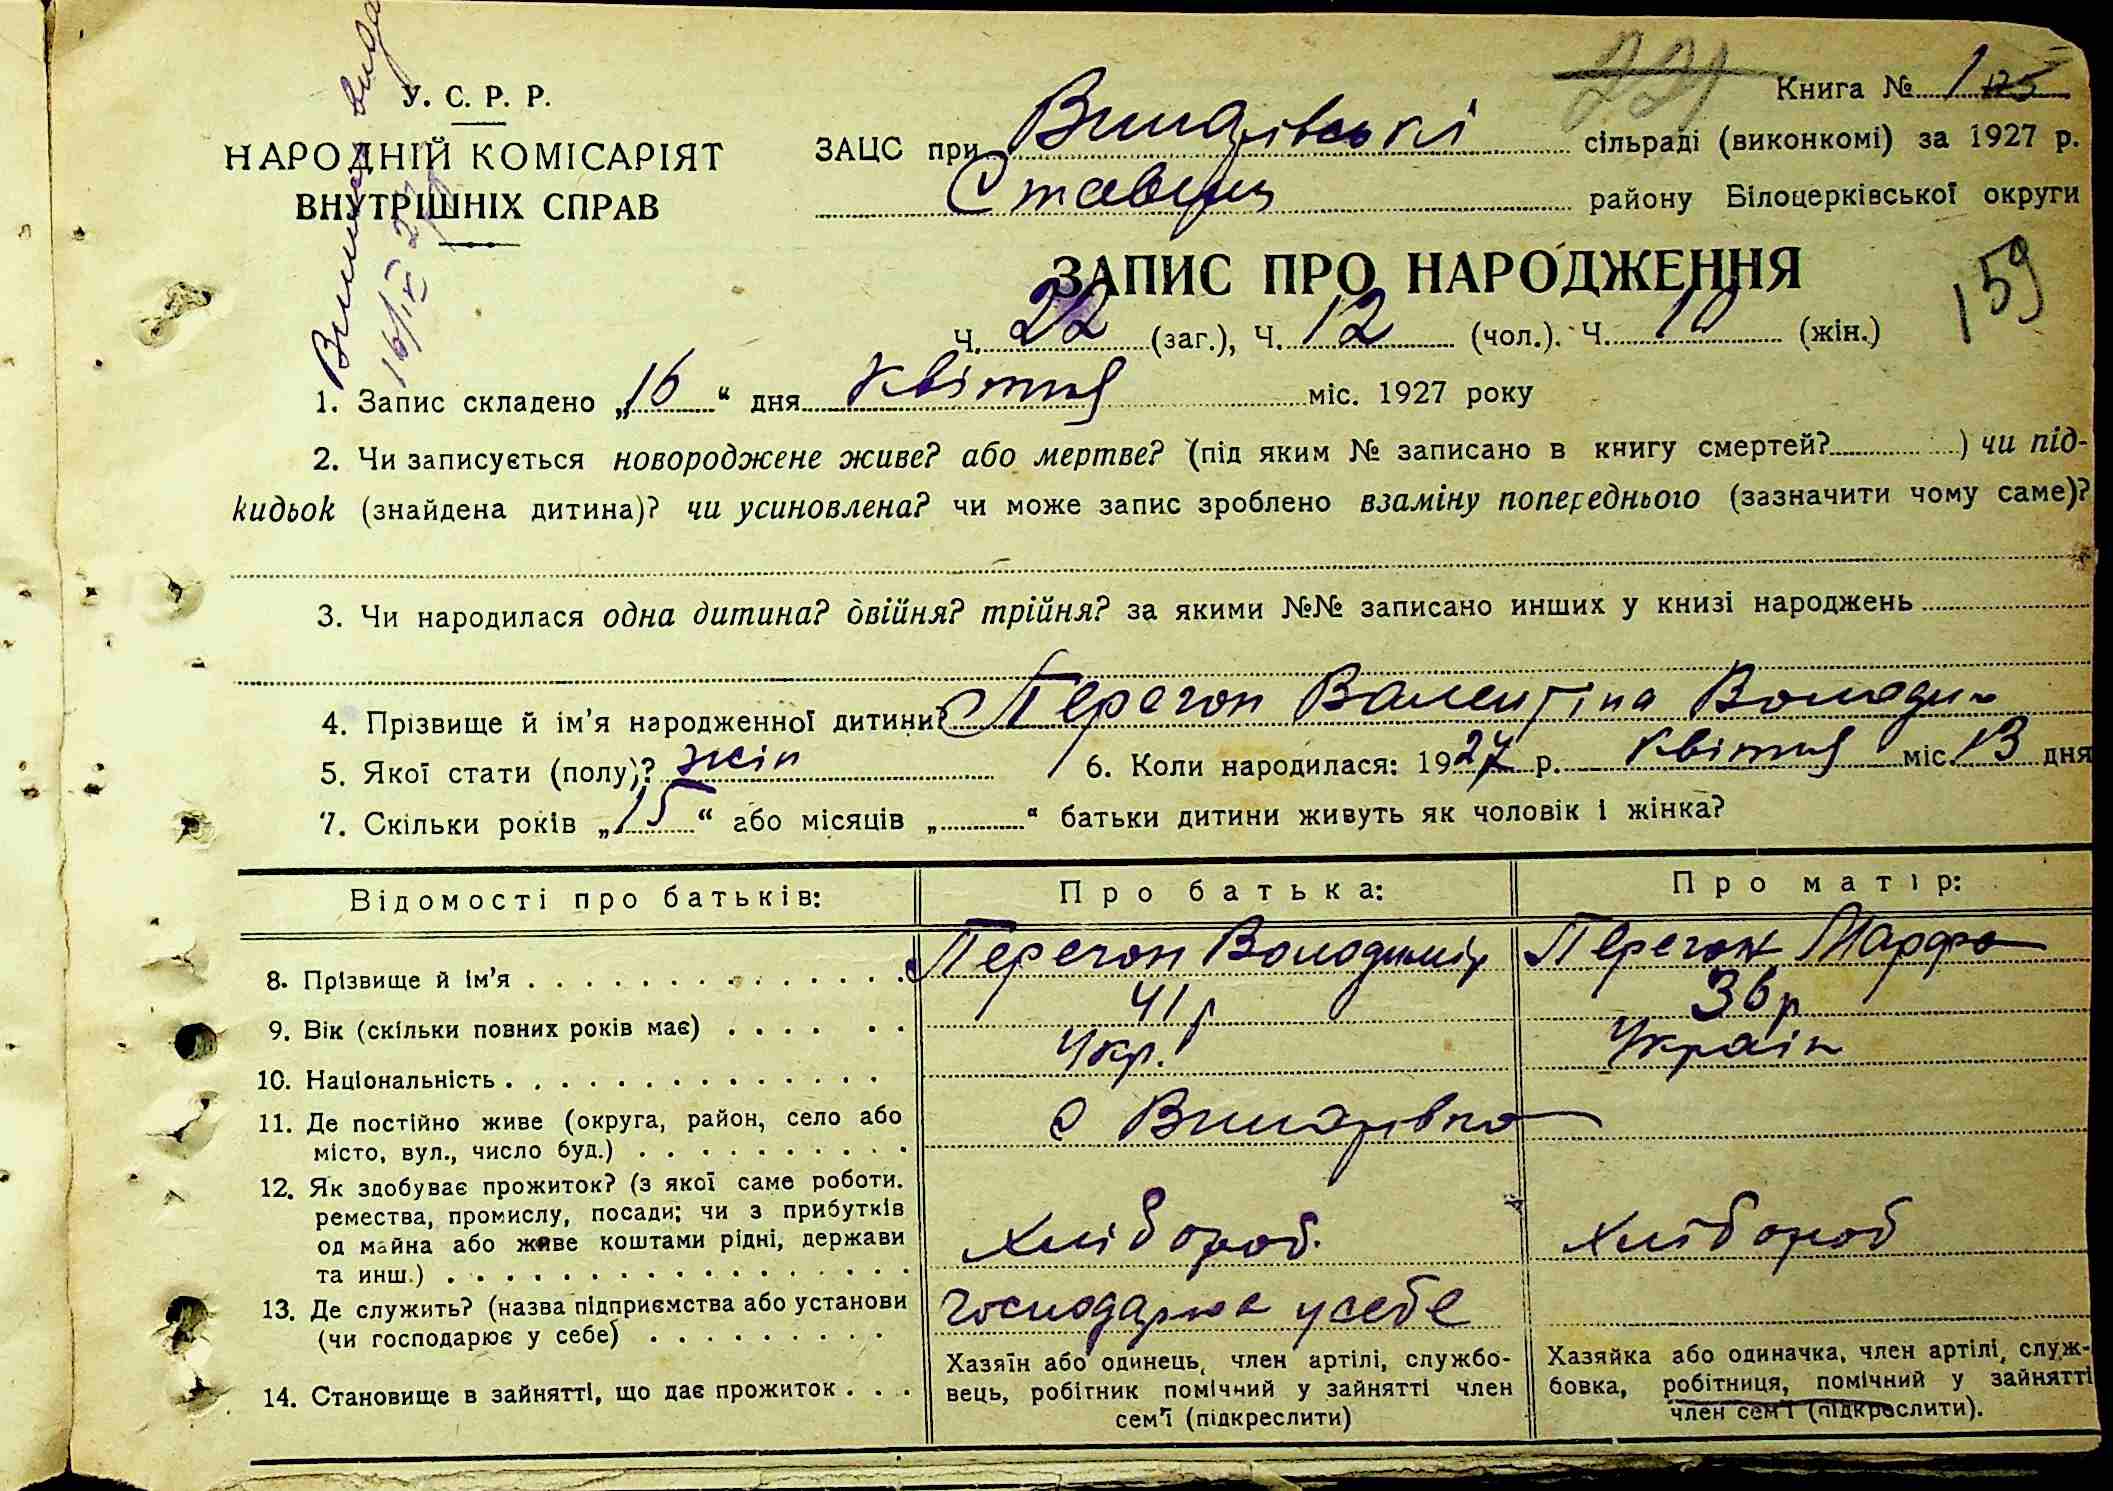 У. С. Р. Р.
НАРОДНІЙ КОМІСАРІЯТ
ВНУТРІШНІХ СПРАВ
16/IX 27 р
221
Книга № 1
ЗАЦС при сільраді (виконкомі) за 1927 р.
Ставищ району Білоцерківської округи
ЗАПИС ПРО НАРОДЖЕННЯ
159
Ч. 22 (заг.), Ч. 12 (чол.). Ч. 10 (жін.)
1. Запис складено „16“ дня квітня міс. 1927 року
2. Чи записується новороджене живе? або мертве? (під яким № записано в книгу смертей? ) чи під-
кидьок (знайдена дитина)? чи усиновлена? чи може запис зроблено взаміну попереднього (зазначити чому саме)?
3. Чи народилася одна дитина? двійня? трійня? за якими №№ записано инших у книзі народжень
4. Прізвище й ім'я народженної дитини? Перегон Валентіна Володим
5. Якої стати (полу)? жін 6. Коли народилася: 1927 р. квітня міс. 13 дня
7. Скільки років „15“ або місяців „ “ батьки дитини живуть як чоловік і жінка?
Відомості про батьків: Про батька: Про матір:
8. Прізвище й ім'я Перегон Володимір Перегон Марфа
9. Вік (скільки повних років має) 41 р 36 р
10. Національність Укр. Україн
11. Де постійно живе (округа, район, село або
місто, вул., число буд.) с
12. Як здобуває прожиток? (з якої саме роботи.
ремества, промислу, посади; чи з прибутків
од майна або живе коштами рідні, держави
та инш.) Хлібороб. Хлібороб
13. Де служить? (назва підприємства або установи
(чи господарює у себе) господарює у себе
14. Становище в зайнятті, що дає прожиток
Хазяїн або одинець, член артілі, службо-
вець, робітник помічний у зайнятті член
сем'ї (підкреслити)
Хазяйка або одиначка, член артілі, служ-
бовка, робітниця, помічний у зайнятті
член сем'ї (підкреслити).